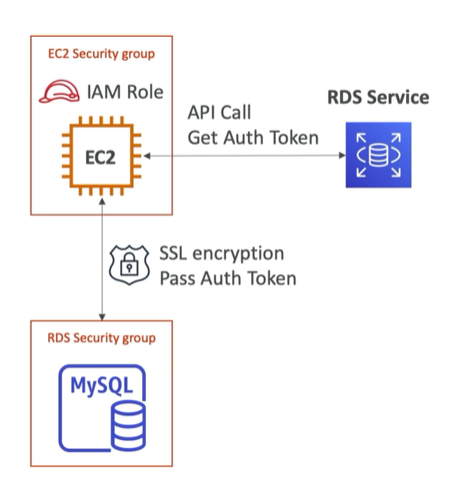 EC2 Security group
IAM Role
EC2
API Call
Get Auth Token
RDS Service
SSL encryption
Pass Auth Token
RDS Security group
MySQL